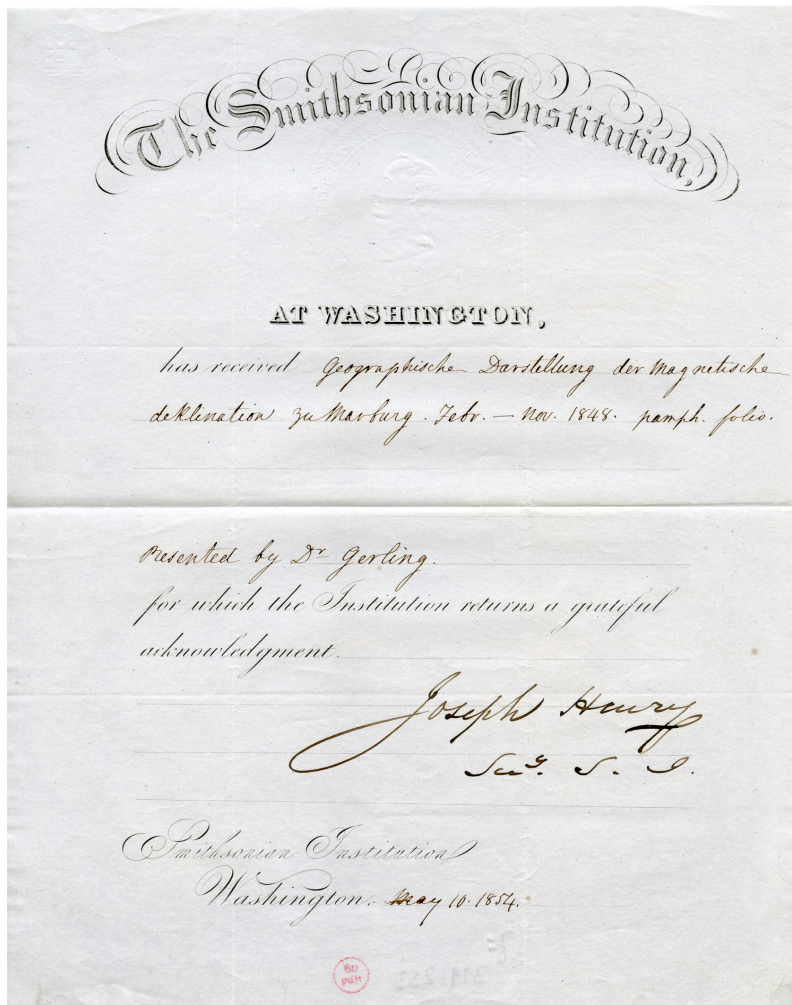 The Smithsonian Institution,
AT WASHINGTON,
has received Geographische Darstellung der Magnetische
deklination zu Marburg. Febr. — Nov. 1848. pamph. folio.
Presented by Dr Gerling.
for which the Institution returns a grateful
acknowledgment.
Joseph Henry
Secy. S. I.
Smithsonian Institution
Washington, May 10. 1854.